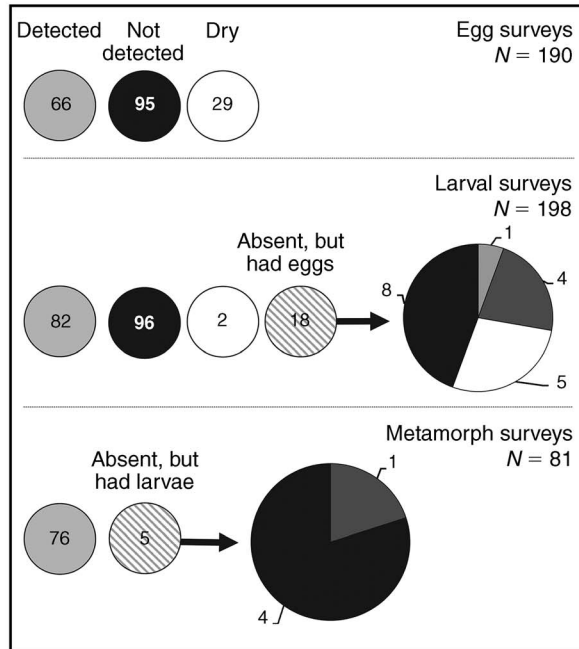 Detected
Not
detected
Dry
Egg surveys
N = 190
66
95
29
Larval surveys
N = 198
Absent, but
had eggs
82
96
2
18
1
4
8
5
Metamorph surveys
N = 81
Absent, but
had larvae
76
5
1
4